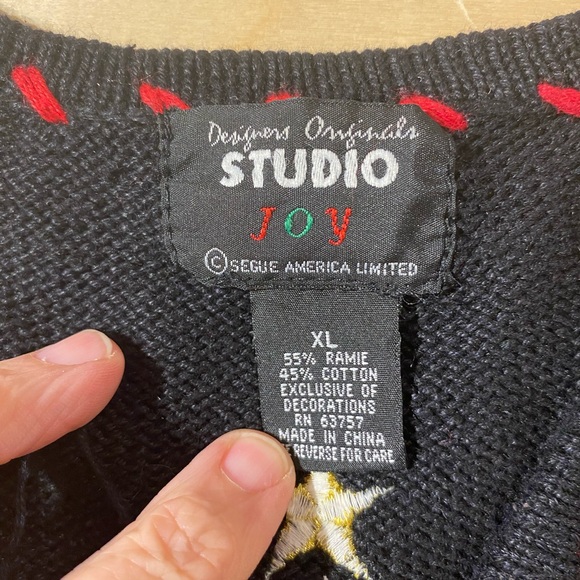 Designers Originals
STUDIO
JOY
© SEGUE AMERICA LIMITED
XL
55% RAMIE
45% COTTON
EXCLUSIVE OF
DECORATIONS
RN 63757
MADE IN CHINA
REVERSE FOR CARE